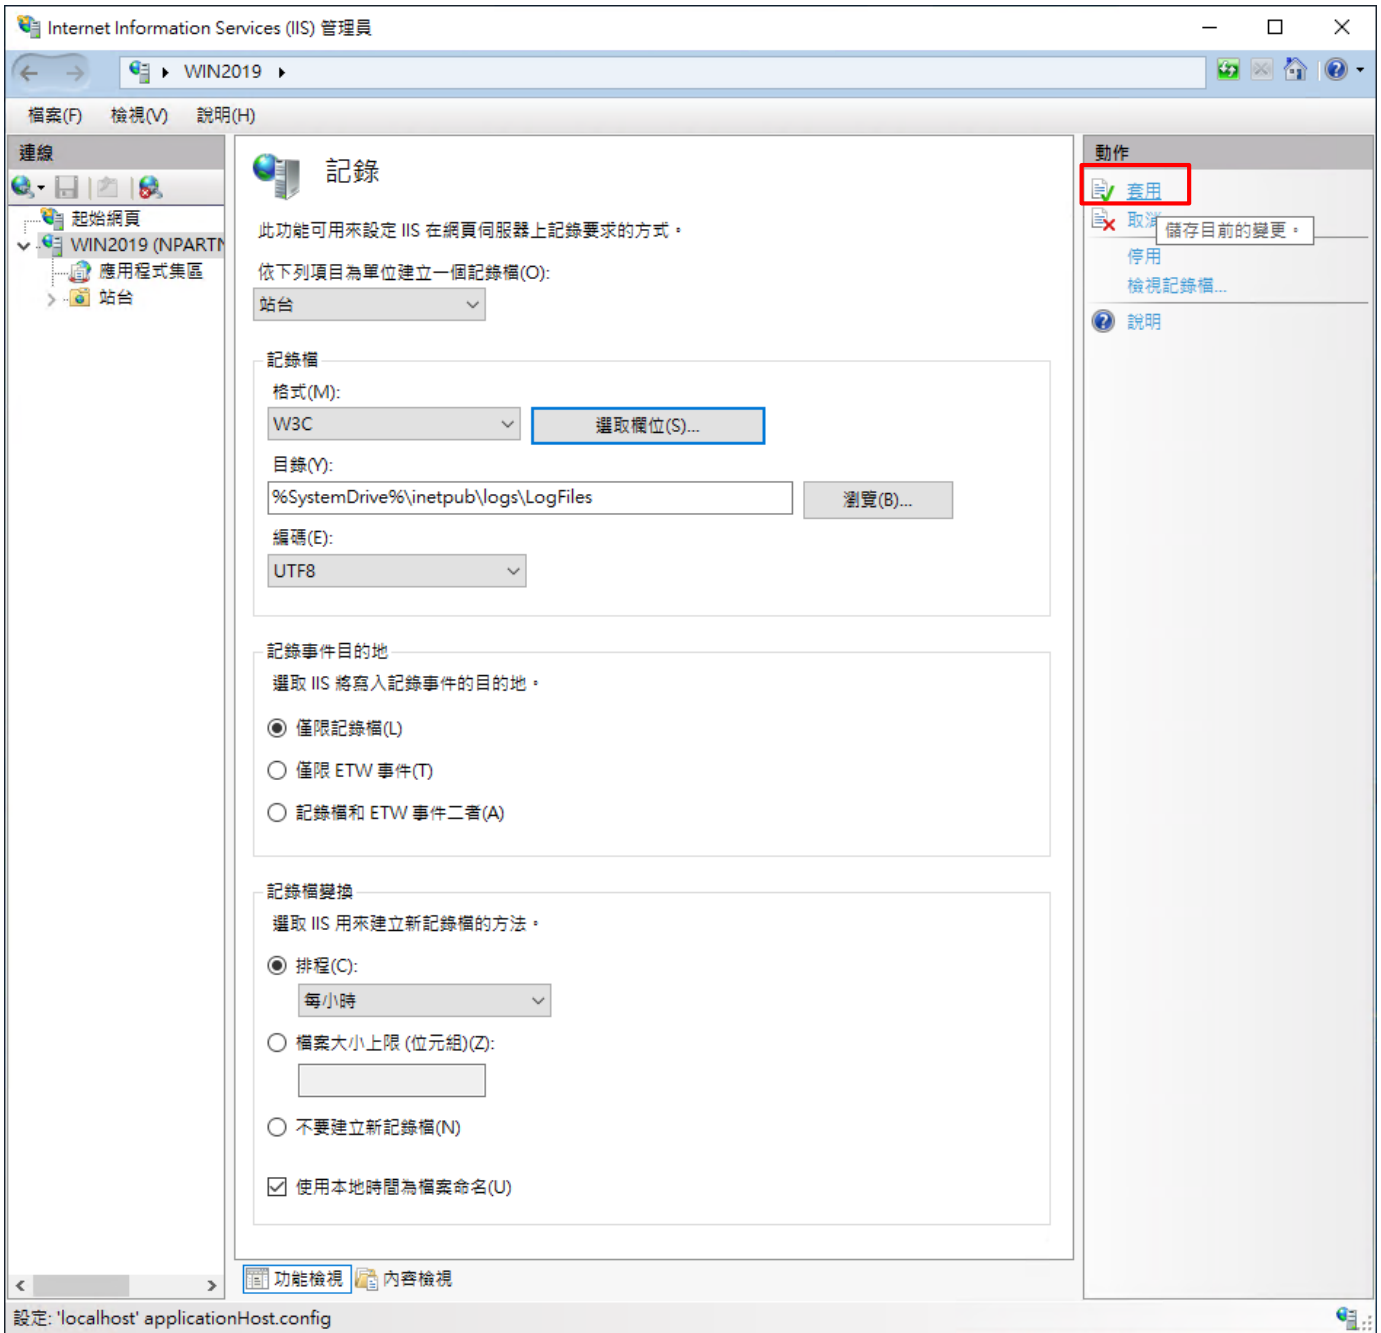 Internet Information Services (IIS) 管理員
WIN2019
檔案(F) 檢視(V) 說明(H)
連線
起始網頁
WIN2019 (NPARTN
應用程式集區
站台
記錄
此功能可用來設定 IIS 在網頁伺服器上記錄要求的方式。
依下列項目為單位建立一個記錄檔(O):
站台
記錄檔
格式(M):
W3C
選取欄位(S)...
目錄(Y):
%SystemDrive%\inetpub\logs\LogFiles
瀏覽(B)...
編碼(E):
UTF8
記錄事件目的地
選取 IIS 將寫入記錄事件的目的地。
僅限記錄檔(L)
僅限 ETW 事件(T)
記錄檔和 ETW 事件二者(A)
記錄檔變換
選取 IIS 用來建立新記錄檔的方法。
排程(C):
每小時
檔案大小上限 (位元組)(Z):
不要建立新記錄檔(N)
使用本地時間為檔案命名(U)
功能檢視 內容檢視
動作
套用
取消
儲存目前的變更。
停用
檢視記錄檔...
說明
設定: 'localhost' applicationHost.config